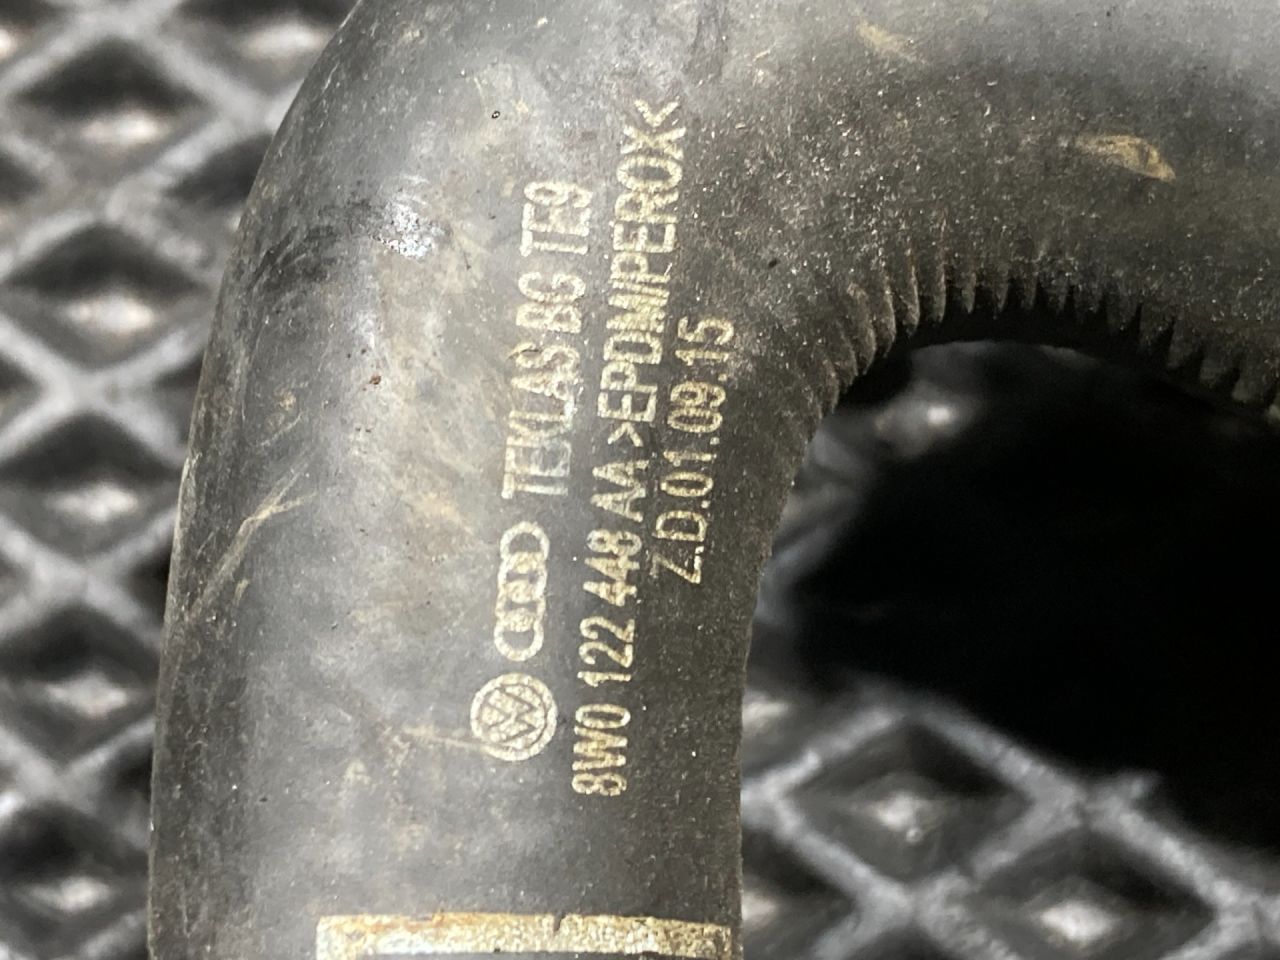 TEKLAS BG TE9
8W0 122 448 AA >EPDM/PEROX<
Z.D.01.09.15